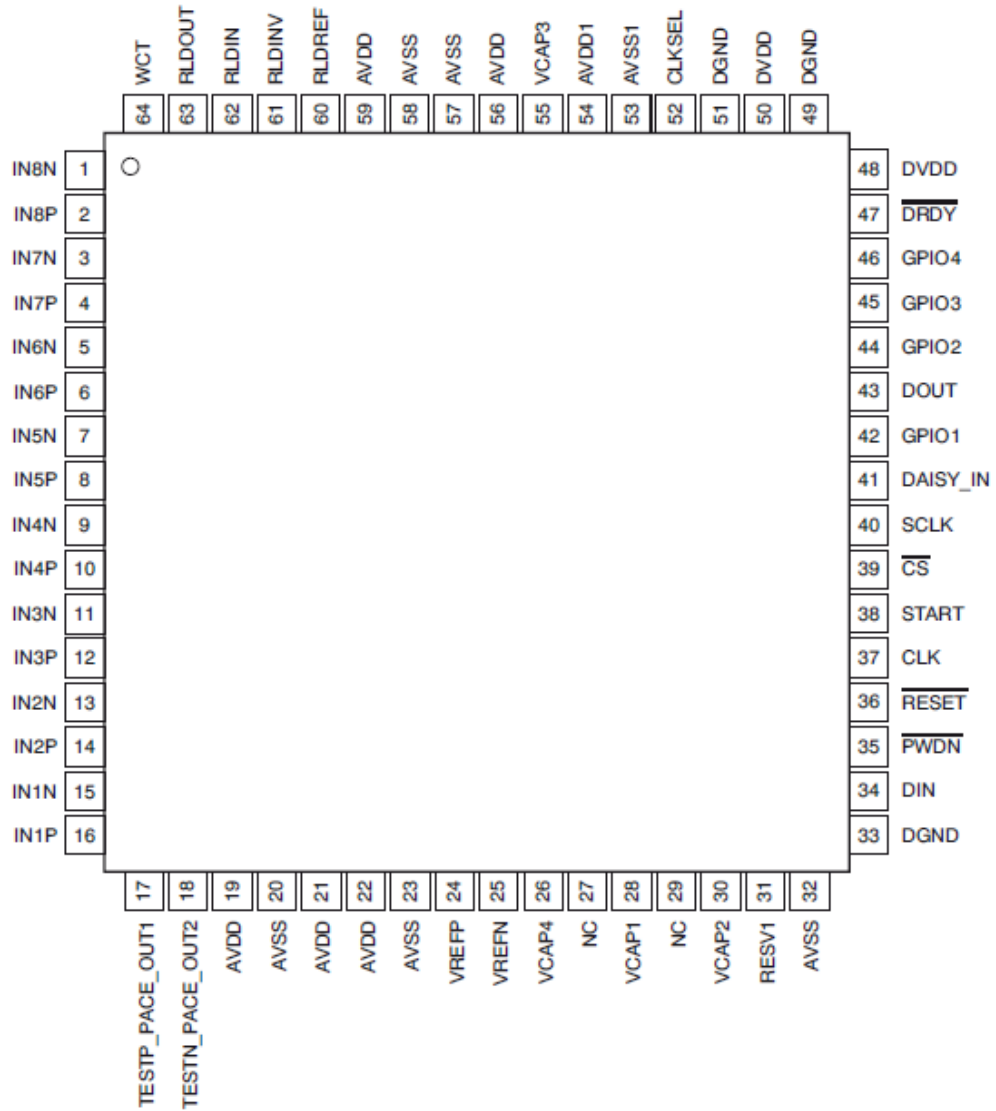 WCT RLDOUT RLDIN RLDINV RLDREF AVDD AVSS AVSS AVDD VCAP3 AVDD1 AVSS1 CLKSEL DGND DVDD DGND
64 63 62 61 60 59 58 57 56 55 54 53 52 51 50 49
IN8N 1 48 DVDD
IN8P 2 47 DRDY
IN7N 3 46 GPIO4
IN7P 4 45 GPIO3
IN6N 5 44 GPIO2
IN6P 6 43 DOUT
IN5N 7 42 GPIO1
IN5P 8 41 DAISY_IN
IN4N 9 40 SCLK
IN4P 10 39 CS
IN3N 11 38 START
IN3P 12 37 CLK
IN2N 13 36 RESET
IN2P 14 35 PWDN
IN1N 15 34 DIN
IN1P 16 33 DGND
17 18 19 20 21 22 23 24 25 26 27 28 29 30 31 32
TESTP_PACE_OUT1 TESTN_PACE_OUT2 AVDD AVSS AVDD AVDD AVSS VREFP VREFN VCAP4 NC VCAP1 NC VCAP2 RESV1 AVSS